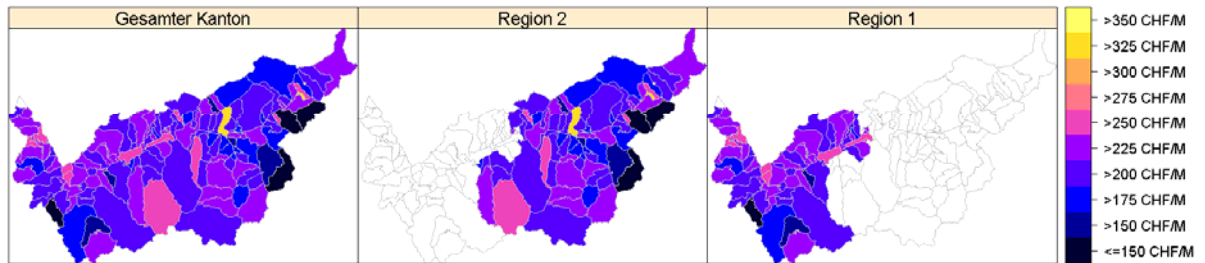 Gesamter Kanton
Region 2
Region 1
>350 CHF/M
>325 CHF/M
>300 CHF/M
>275 CHF/M
>250 CHF/M
>225 CHF/M
>200 CHF/M
>175 CHF/M
>150 CHF/M
<=150 CHF/M